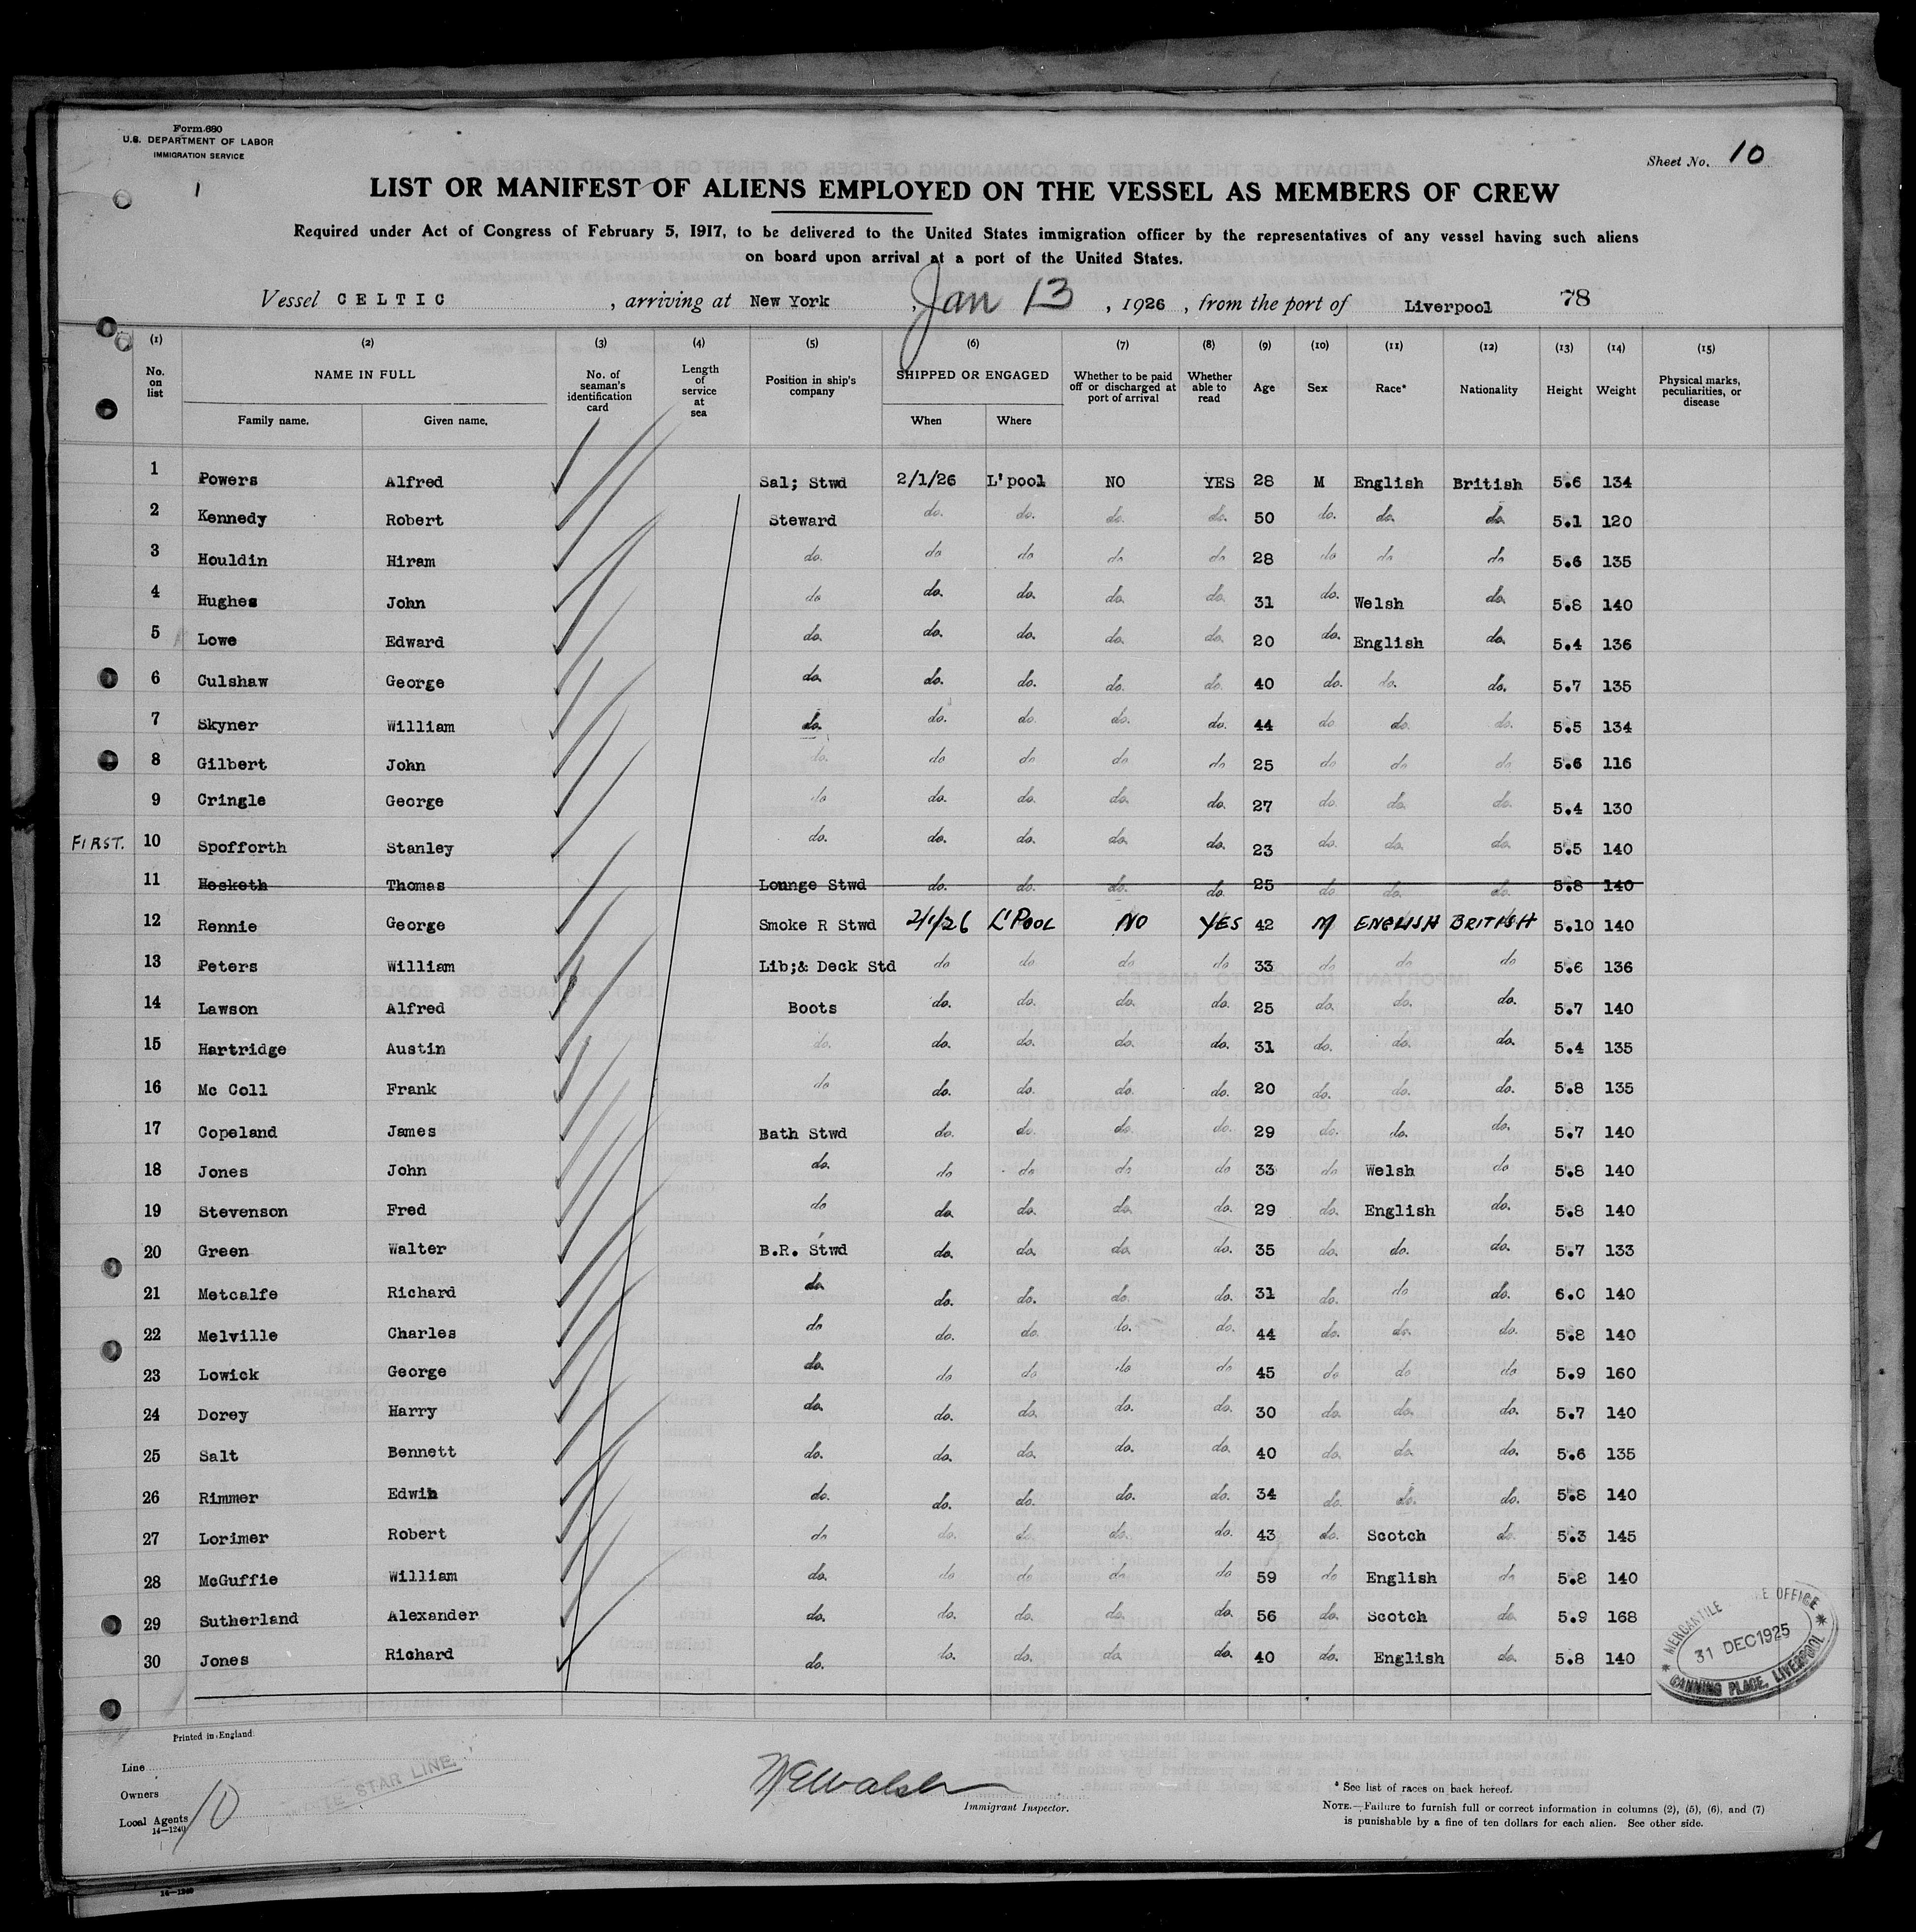 Form 680
U.S. DEPARTMENT OF LABOR
IMMIGRATION SERVICE
Sheet No. 10
1
LIST OR MANIFEST OF ALIENS EMPLOYED ON THE VESSEL AS MEMBERS OF CREW
Required under Act of Congress of February 5, 1917, to be delivered to the United States immigration officer by the representatives of any vessel having such aliens
on board upon arrival at a port of the United States.
Vessel CELTIC, arriving at New York, Jan 13, 1926, from the port of Liverpool 78
(1) (2) (3) (4) (5) (6) (7) (8) (9) (10) (11) (12) (13) (14) (15)
No. on list NAME IN FULL Family name. Given name. No. of seaman's identification card Length of service at sea Position in ship's company SHIPPED OR ENGAGED When Where Whether to be paid off or discharged at port of arrival Whether able to read Age Sex Race* Nationality Height Weight Physical marks, peculiarities, or disease
1 Powers Alfred Sal; Stwd 2/1/26 L'pool NO YES 28 M English British 5.6 134
2 Kennedy Robert Steward do. do. do. do. 50 do. do. do. 5.1 120
3 Houldin Hiram do. do do do do 28 do do do 5.6 135
4 Hughes John do do. do. do. do. 31 do. Welsh do. 5.8 140
5 Lowe Edward do. do. do. do. do. 20 do. English do. 5.4 136
6 Culshaw George do. do. do. do. do. 40 do. do. do. 5.7 135
7 Skyner William do. do. do. do. do. 44 do do. do. 5.5 134
8 Gilbert John do. do do do do 25 do do do 5.6 116
9 Cringle George do do. do. do. do. 27 do. do. do. 5.4 130
FIRST. 10 Spofforth Stanley do. do. do. do. do. 23 do. do. do. 5.5 140
11 Hesketh Thomas Lounge Stwd do. do. do. do. 25 do do. do. 5.8 140
12 Rennie George Smoke R Stwd 2/1/26 L'POOL NO YES 42 M ENGLISH BRITISH 5.10 140
13 Peters William Lib;& Deck Std do do do do 33 do do do 5.6 136
14 Lawson Alfred Boots do. do. do. do. 25 do. do. do. 5.7 140
15 Hartridge Austin do. do. do. do. do. 31 do. do. do. 5.4 135
16 Mc Coll Frank do do. do. do. do. 20 do. do. do. 5.8 135
17 Copeland James Bath Stwd do. do. do. do. 29 do. do. do. 5.7 140
18 Jones John do. do do do do 33 do Welsh do 5.8 140
19 Stevenson Fred do do. do. do. do. 29 do. English do. 5.8 140
20 Green Walter B.R. Stwd do. do. do. do. 35 do. do. do. 5.7 133
21 Metcalfe Richard do. do. do. do. do. 31 do. do do. 6.0 140
22 Melville Charles do do. do. do. do. 44 do. do. do. 5.8 140
23 Lowick George do. do do do do 45 do do do 5.9 160
24 Dorey Harry do. do. do. do. do. 30 do. do. do. 5.7 140
25 Salt Bennett do. do. do. do. do. 40 do. do. do. 5.6 135
26 Rimmer Edwin do. do. do. do. do. 34 do. do. do. 5.8 140
27 Lorimer Robert do do. do. do. do. 43 do. Scotch do. 5.3 145
28 McGuffie William do. do do do do 59 do English do 5.8 140
29 Sutherland Alexander do. do. do. do. do. 56 do. Scotch do. 5.9 168
30 Jones Richard do. do. do. do. do. 40 do. English do. 5.8 140
MERCANTILE OFFICE
31 DEC 1925
CANNING PLACE, LIVERPOOL
Printed in England.
Line
Owners
WHITE STAR LINE
Local Agents
14—1240
10
Immigrant Inspector.
* See list of races on back hereof.
NOTE.—Failure to furnish full or correct information in columns (2), (5), (6), and (7)
is punishable by a fine of ten dollars for each alien. See other side.